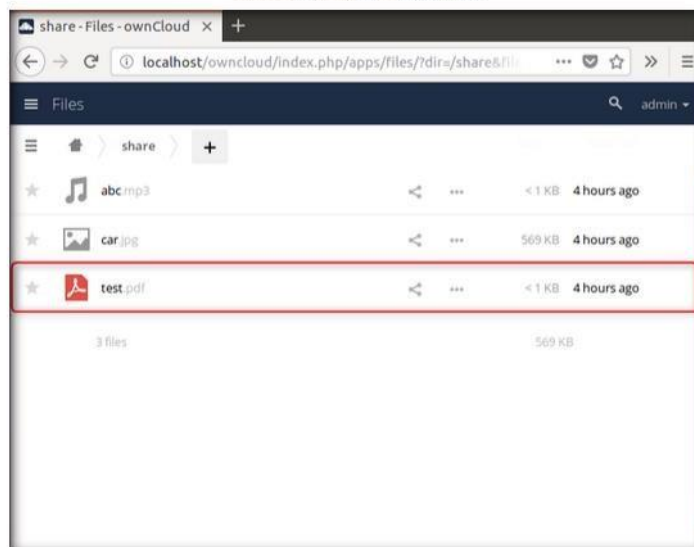 share - Files - ownCloud × +
localhost/owncloud/index.php/apps/files/?dir=/share&fil
Files admin
share +
abc.mp3 < 1 KB 4 hours ago
car.jpg 569 KB 4 hours ago
test.pdf < 1 KB 4 hours ago
3 files 569 KB